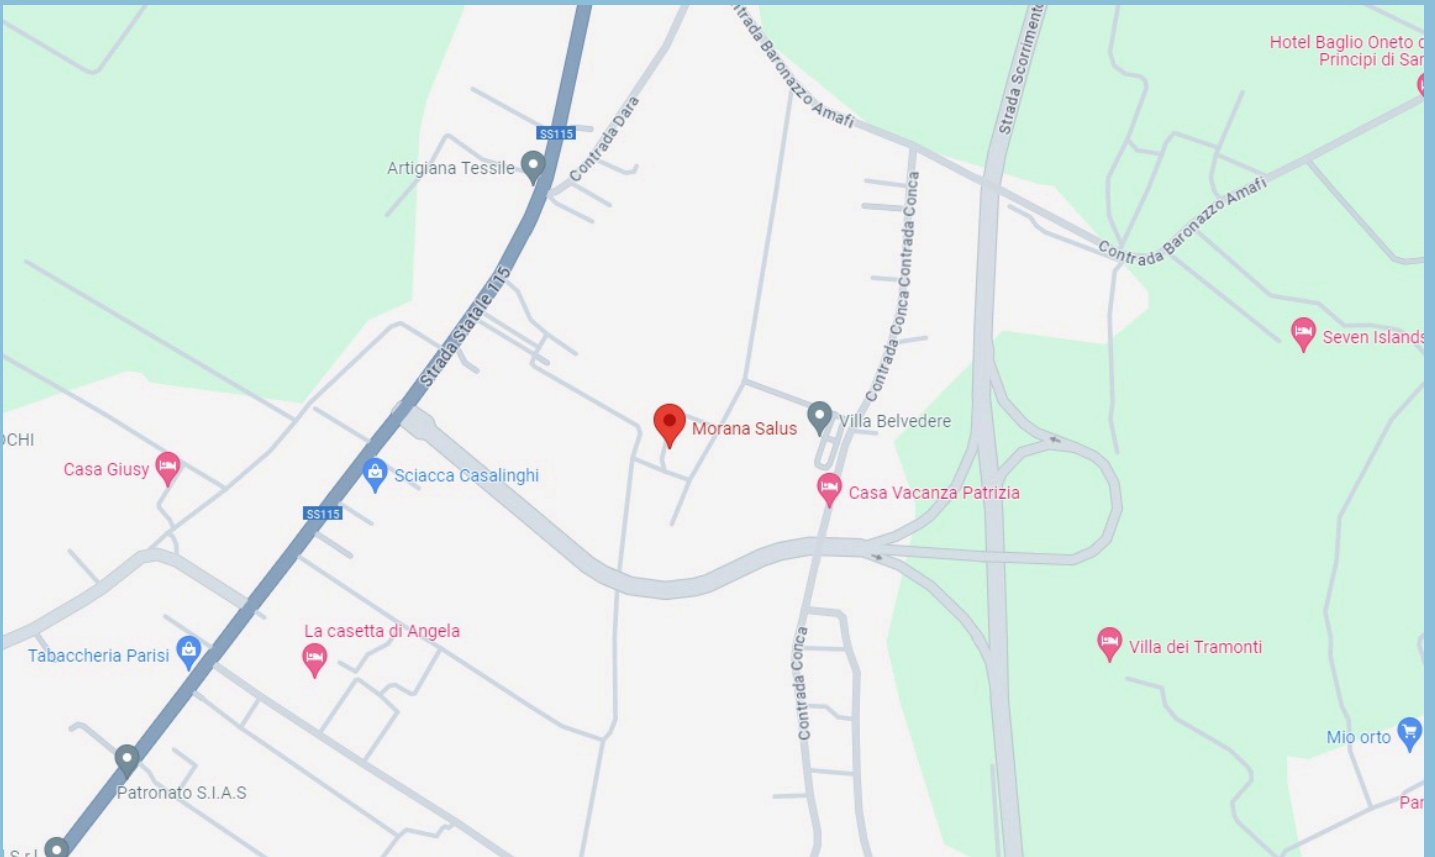 Contrada Baronazzo Amafi
Strada Scorrimento
Hotel Baglio Oneto
Principi di
SS115
Contrada Dara
Artigiana Tessile
Contrada Conca
Contrada Conca
Contrada Baronazzo Amafi
Strada Statale 115
Seven Islands
Morana Salus
Villa Belvedere
Casa Giusy
Sciacca Casalinghi
Casa Vacanza Patrizia
SS115
La casetta di Angela
Tabaccheria Parisi
Contrada Conca
Villa dei Tramonti
Mio orto
Patronato S.I.A.S